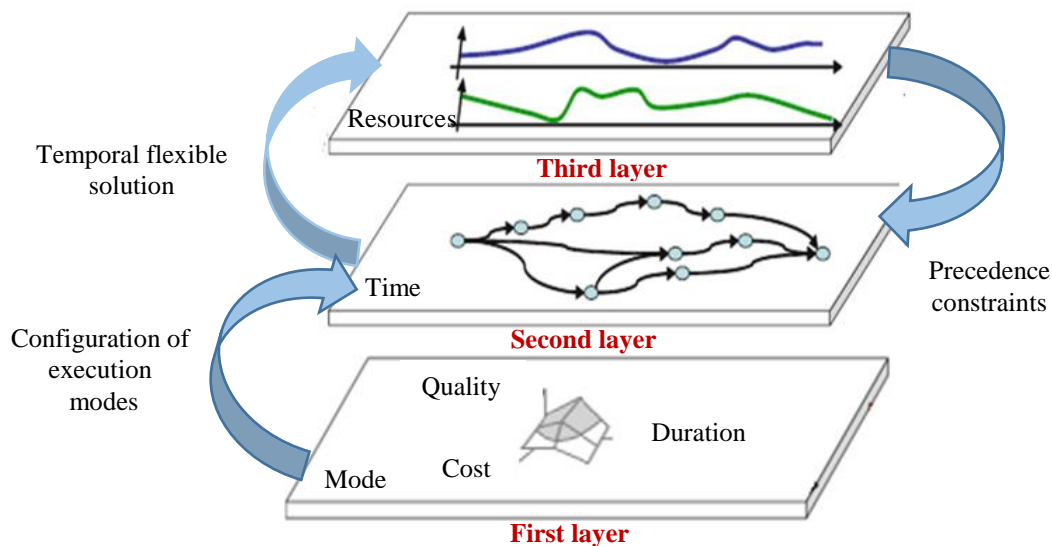 Resources
Third layer
Temporal flexible
solution
Time
Precedence
constraints
Second layer
Configuration of
execution
modes
Quality
Duration
Cost
Mode
First layer